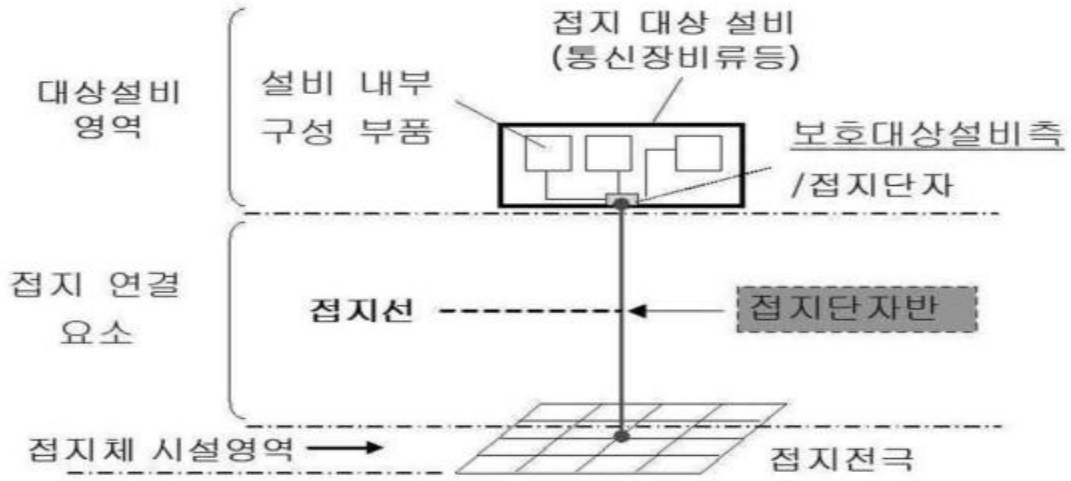 접지 대상 설비
(통신장비류등)
대상설비
영역
설비 내부
구성 부품
보호대상설비측
/접지단자
접지 연결
요소
접지선
접지단자반
접지체 시설영역
접지전극